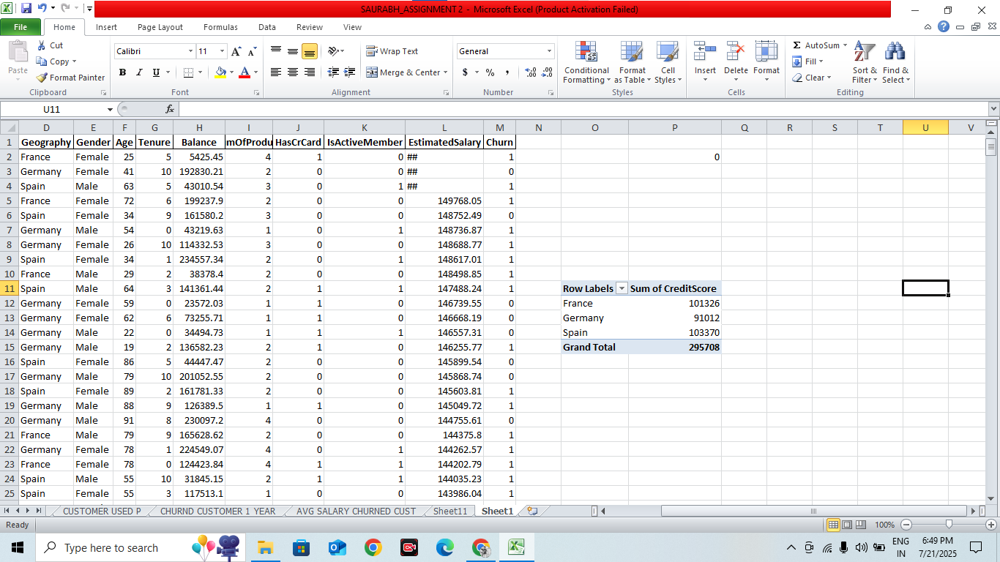 SAURABH_ASSIGNMENT 2 - Microsoft Excel (Product Activation Failed)
File Home Insert Page Layout Formulas Data Review View
Paste Cut Copy Format Painter Clipboard
Calibri 11 B I U Font
Wrap Text Merge & Center Alignment
General $ % , Number
Conditional Formatting Format as Table Cell Styles Styles
Insert Delete Format Cells
Σ AutoSum Fill Clear Sort & Filter Find & Select Editing
U11 fx
D E F G H I J K L M N O P Q R S T U V
1 Geography Gender Age Tenure Balance mOfProdu HasCrCard IsActiveMember EstimatedSalary Churn
2 France Female 25 5 5425.45 4 1 0 ## 1 0
3 Germany Female 41 10 192830.21 2 0 0 ## 0
4 Spain Male 63 5 43010.54 3 0 1 ## 1
5 France Female 72 6 199237.9 2 0 0 149768.05 1
6 Spain Female 34 9 161580.2 3 0 0 148752.49 0
7 Germany Male 54 0 43219.63 1 0 1 148736.87 1
8 Germany Female 26 10 114332.53 3 0 0 148688.77 1
9 Spain Female 34 1 234557.34 2 0 1 148617.01 1
10 France Male 29 2 38378.4 2 0 0 148498.85 1
11 Spain Male 64 3 141361.44 2 1 1 147488.24 1 Row Labels Sum of CreditScore
12 Germany Female 59 0 23572.03 1 1 0 146739.55 0 France 101326
13 Germany Female 62 6 73255.71 1 1 0 146668.19 0 Germany 91012
14 Germany Male 22 0 34494.73 1 1 1 146557.31 0 Spain 103370
15 Germany Male 19 2 136582.23 2 1 0 146255.77 1 Grand Total 295708
16 Spain Female 86 5 44447.47 2 0 0 145899.54 0
17 Germany Male 79 10 201052.55 2 0 0 145868.74 0
18 Spain Female 89 2 161781.33 2 0 0 145603.81 1
19 Germany Male 88 9 126389.5 1 1 0 145049.72 1
20 Germany Male 91 8 230097.2 4 0 0 144755.61 0
21 France Male 79 9 165628.62 2 0 0 144375.8 1
22 Germany Female 78 1 224549.07 4 0 1 144262.57 1
23 France Female 78 0 124423.84 4 1 1 144202.79 1
24 Spain Male 55 10 31845.15 2 1 1 144035.23 1
25 Spain Female 55 3 117513.1 1 0 0 143986.04 1
CUSTOMER USED P CHURND CUSTOMER 1 YEAR AVG SALARY CHURNED CUST Sheet11 Sheet1
Ready 100%
Type here to search ENG IN 6:49 PM 7/21/2025